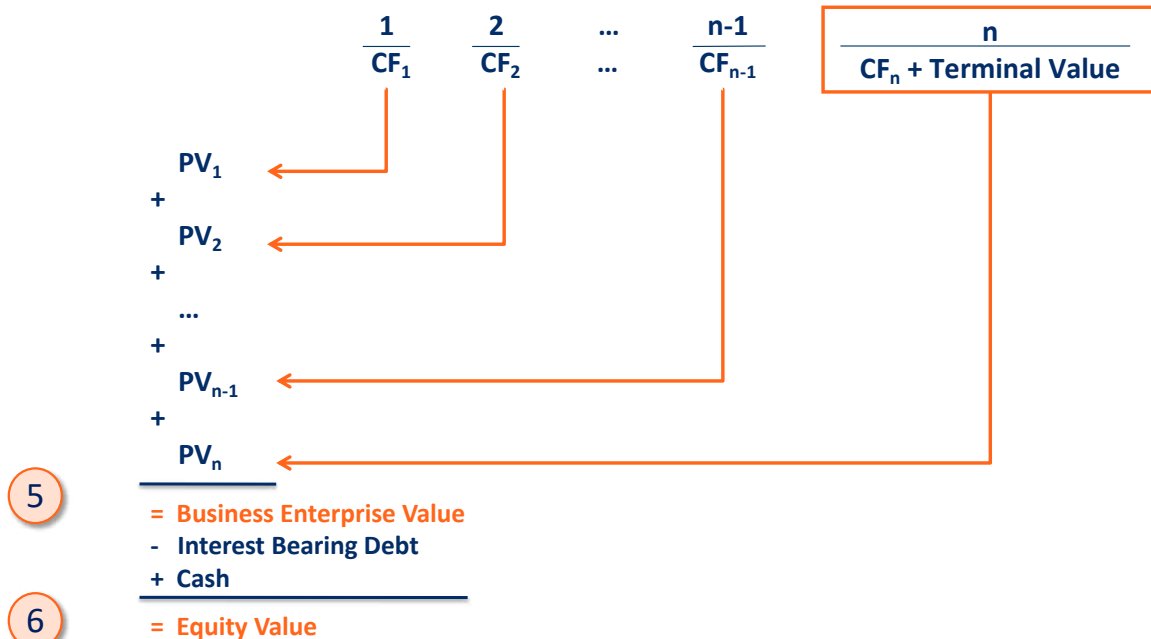 1 2 … n-1 n
CF₁ CF₂ … CFₙ₋₁ CFₙ + Terminal Value
PV₁
+
PV₂
+
…
+
PVₙ₋₁
+
PVₙ
5
= Business Enterprise Value
- Interest Bearing Debt
+ Cash
6
= Equity Value